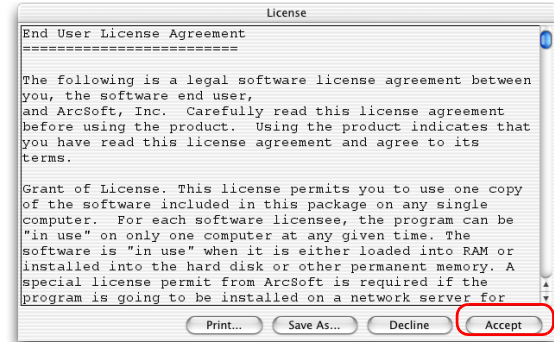 License
End User License Agreement
=========================
The following is a legal software license agreement between
you, the software end user,
and ArcSoft, Inc.  Carefully read this license agreement
before using the product.  Using the product indicates that
you have read this license agreement and agree to its
terms.
Grant of License. This license permits you to use one copy
of the software included in this package on any single
computer.  For each software licensee, the program can be
"in use" on only one computer at any given time. The
software is "in use" when it is either loaded into RAM or
installed into the hard disk or other permanent memory. A
special license permit from ArcSoft is required if the
program is going to be installed on a network server for
Print... Save As... Decline Accept